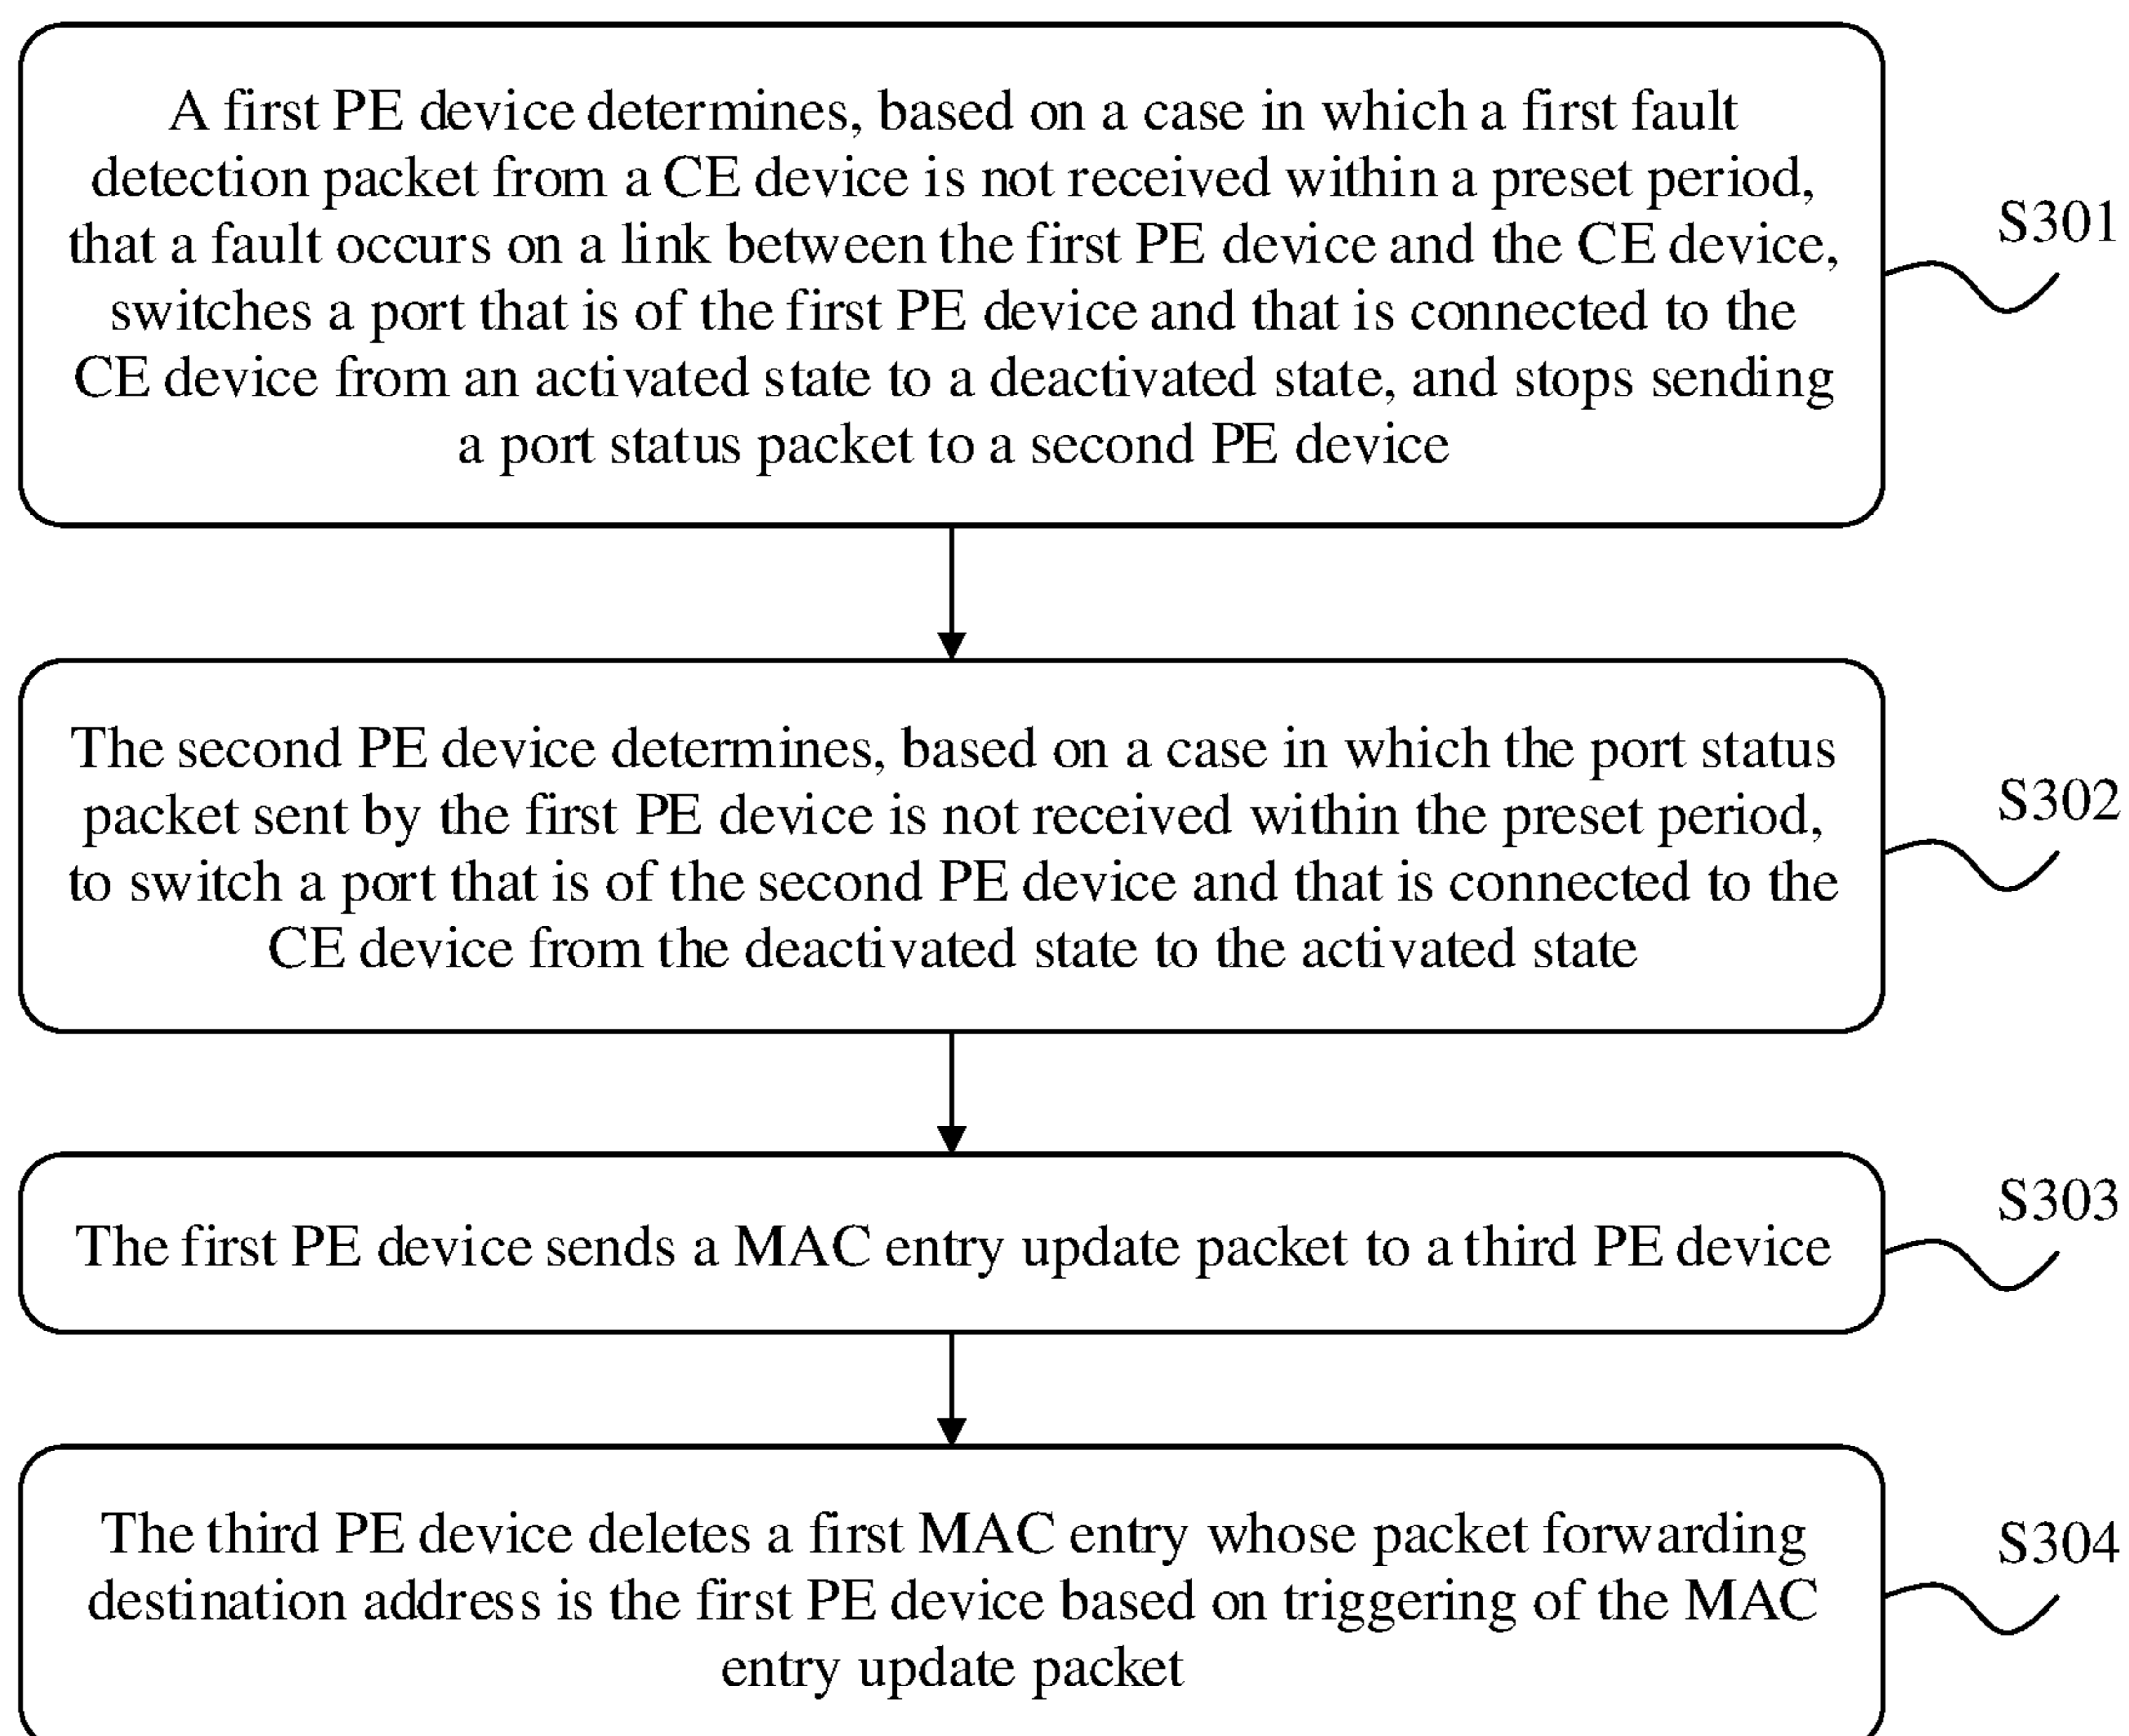 A first PE device determines, based on a case in which a first fault
detection packet from a CE device is not received within a preset period,
that a fault occurs on a link between the first PE device and the CE device,
switches a port that is of the first PE device and that is connected to the
CE device from an activated state to a deactivated state, and stops sending
a port status packet to a second PE device
S301
The second PE device determines, based on a case in which the port status
packet sent by the first PE device is not received within the preset period,
to switch a port that is of the second PE device and that is connected to the
CE device from the deactivated state to the activated state
S302
The first PE device sends a MAC entry update packet to a third PE device
S303
The third PE device deletes a first MAC entry whose packet forwarding
destination address is the first PE device based on triggering of the MAC
entry update packet
S304